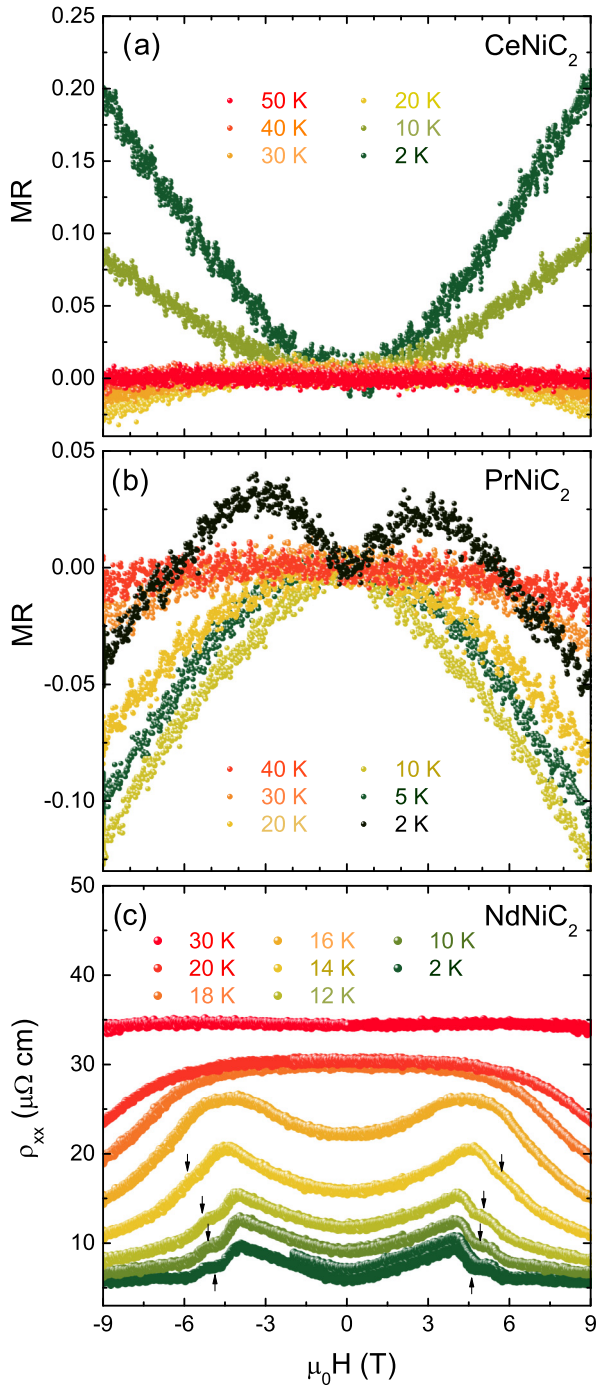 (a) CeNiC2
0.25
0.20
0.15
0.10
0.05
0.00
MR
50 K 20 K
40 K 10 K
30 K 2 K
(b) PrNiC2
0.05
0.00
-0.05
-0.10
MR
40 K 10 K
30 K 5 K
20 K 2 K
(c) NdNiC2
50
40
30
20
10
ρxx (μΩ cm)
30 K 16 K 10 K
20 K 14 K 2 K
18 K 12 K
-9 -6 -3 0 3 6 9
μ0H (T)